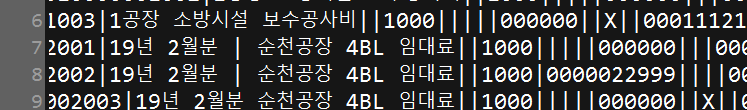 6 1003|1공장 소방시설 보수공사비||1000|||||000000||X||00011121
7 2001|19년 2월분 | 순천공장 4BL 임대료||1000|||||000000|||000
8 2002|19년 2월분 | 순천공장 4BL 임대료||1000|0000022999||||00
9 002003|19년 2월분 | 순천공장 4BL 임대료||1000|||||000000||X||